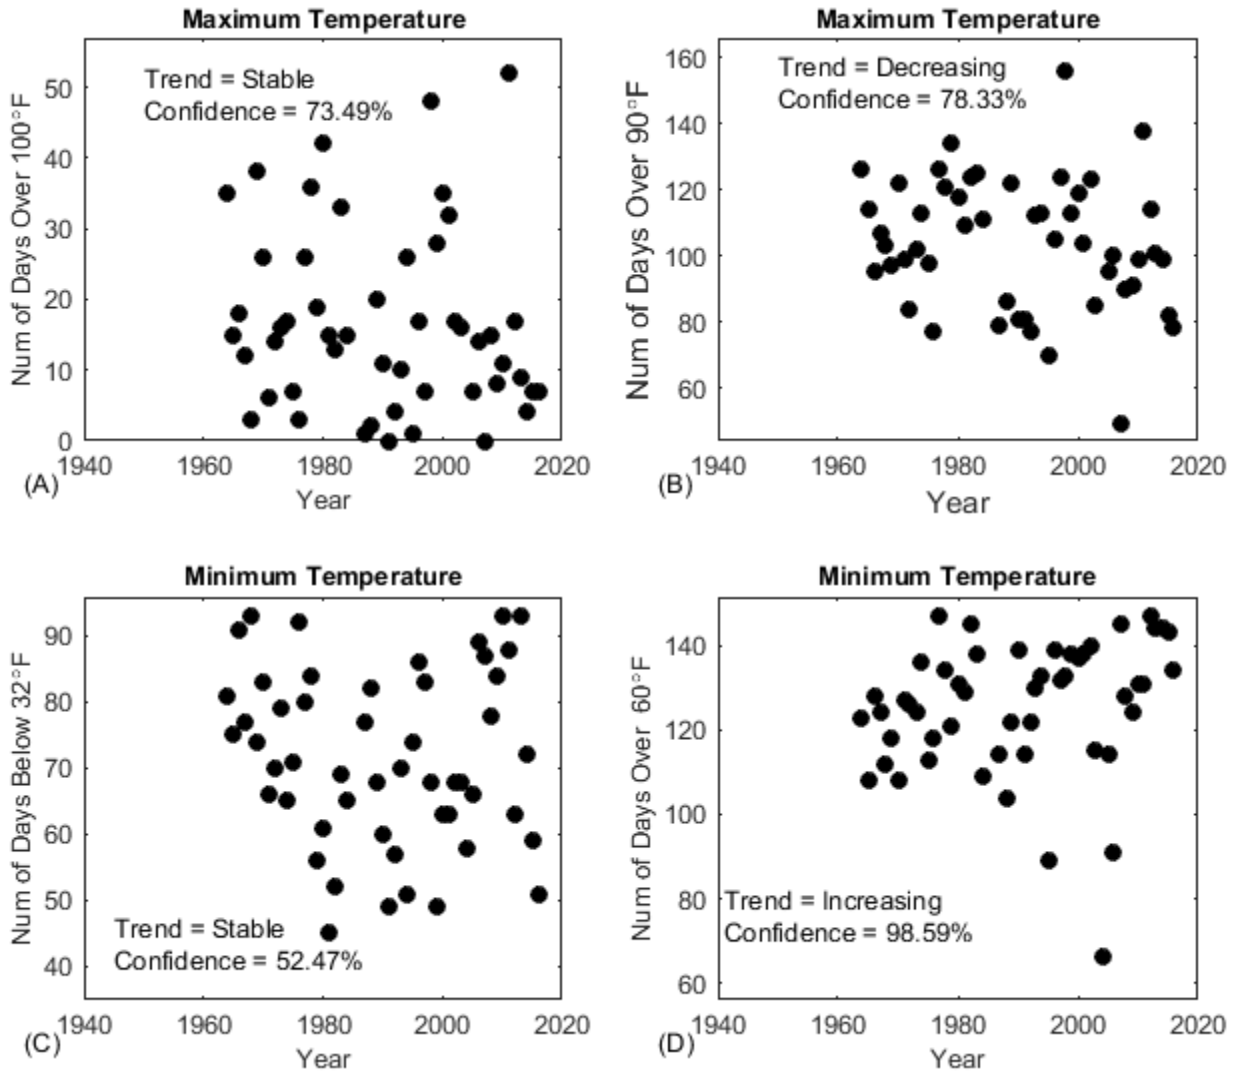 Maximum Temperature
Trend = Stable
Confidence = 73.49%
Num of Days Over 100°F
50
40
30
20
10
0
1940 1960 1980 2000 2020
(A)
Year
Maximum Temperature
Trend = Decreasing
Confidence = 78.33%
Num of Days Over 90°F
160
140
120
100
80
60
1940 1960 1980 2000 2020
(B)
Year
Minimum Temperature
Num of Days Below 32°F
90
80
70
60
50
40
Trend = Stable
Confidence = 52.47%
1940 1960 1980 2000 2020
(C)
Year
Minimum Temperature
Num of Days Over 60°F
140
120
100
80
60
Trend = Increasing
Confidence = 98.59%
1940 1960 1980 2000 2020
(D)
Year